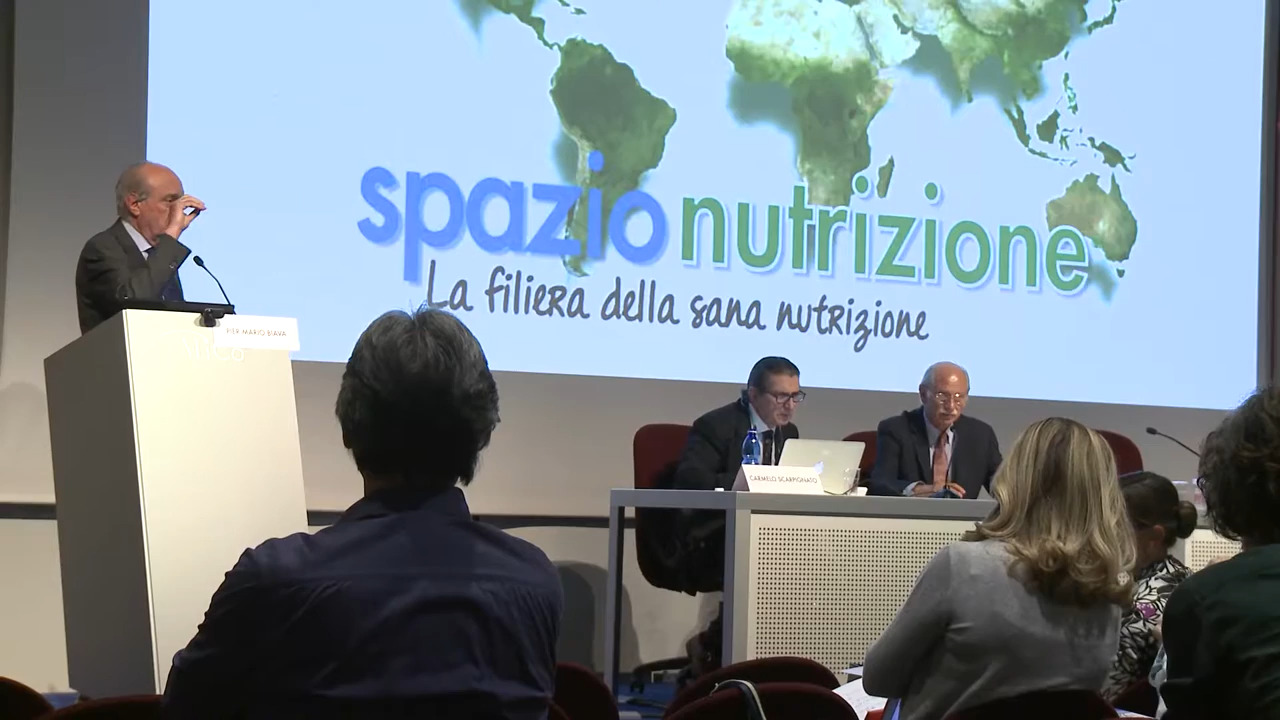 spazio nutrizione
La filiera della sana nutrizione
PIER MARIO BIAVA
CARMELO SCARPIGNATO